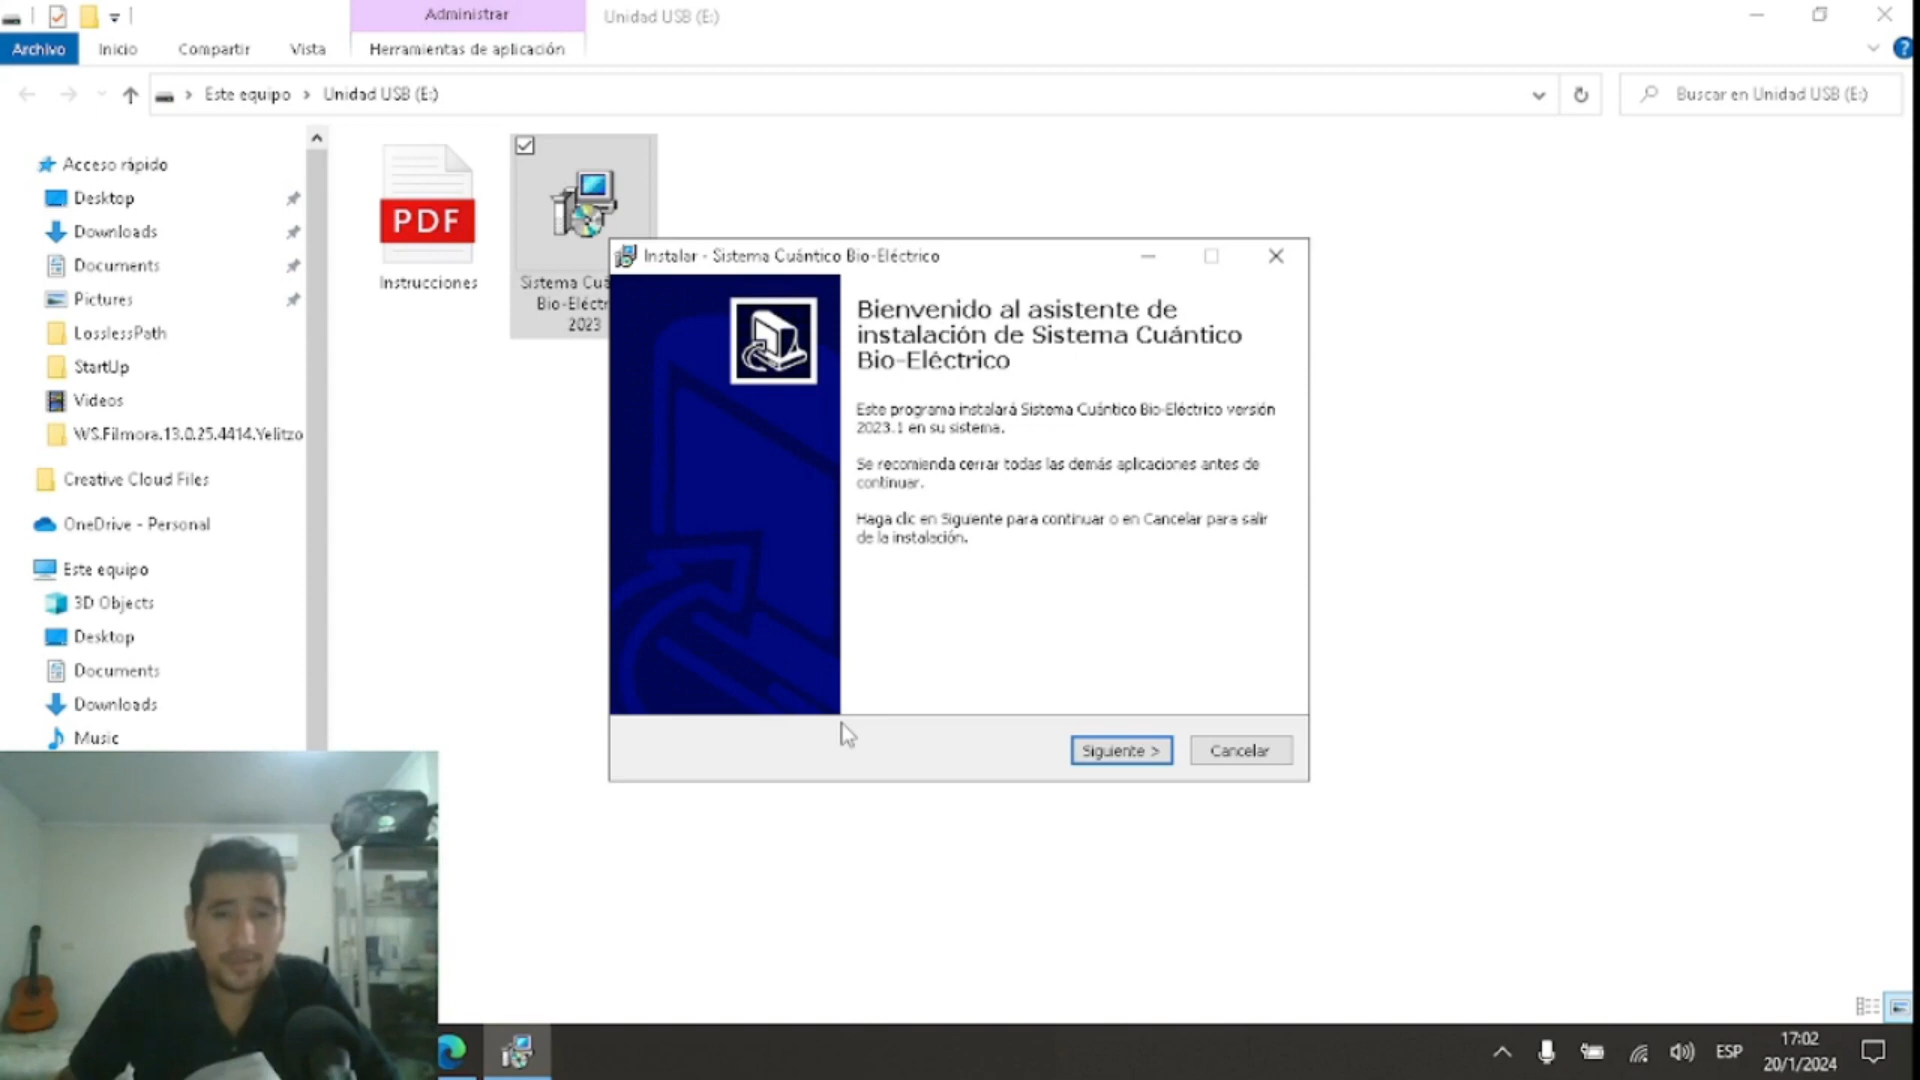 Administrar
Unidad USB (E:)
Archivo
Inicio
Compartir
Vista
Herramientas de aplicación
?
Este equipo
Unidad USB (E:)
Buscar en Unidad USB (E:)
Acceso rápido
Desktop
Downloads
Documents
Pictures
LosslessPath
StartUp
Videos
WS.Filmora.13.0.25.4414.Yelitzo
Creative Cloud Files
OneDrive - Personal
Este equipo
3D Objects
Desktop
Documents
Downloads
Music
PDF
Instrucciones
Sistema Cuá
Bio-Eléctr
2023
Instalar - Sistema Cuántico Bio-Eléctrico
Bienvenido al asistente de
instalación de Sistema Cuántico
Bio-Eléctrico
Este programa instalará Sistema Cuántico Bio-Eléctrico versión
2023.1 en su sistema.
Se recomienda cerrar todas las demás aplicaciones antes de
continuar.
Haga clic en Siguiente para continuar o en Cancelar para salir
de la instalación.
Siguiente >
Cancelar
ESP
17:02
20/1/2024